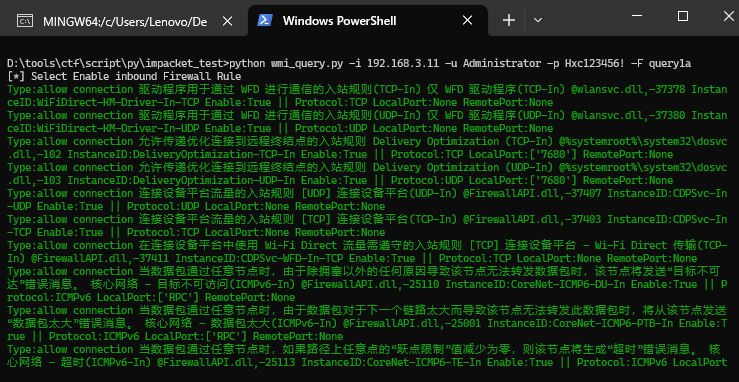 MINGW64:/c/Users/Lenovo/De
Windows PowerShell
D:\tools\ctf\script\py\impacket_test>python wmi_query.py -i 192.168.3.11 -u Administrator -p Hxc123456! -F query1a
[*] Select Enable inbound Firewall Rule
Type:allow connection 驱动程序用于通过 WFD 进行通信的入站规则(TCP-In) 仅 WFD 驱动程序(TCP-In) @wlansvc.dll,-37378 Instan
ceID:WiFiDirect-KM-Driver-In-TCP Enable:True || Protocol:TCP LocalPort:None RemotePort:None
Type:allow connection 驱动程序用于通过 WFD 进行通信的入站规则(UDP-In) 仅 WFD 驱动程序(UDP-In) @wlansvc.dll,-37380 Instan
ceID:WiFiDirect-KM-Driver-In-UDP Enable:True || Protocol:UDP LocalPort:None RemotePort:None
Type:allow connection 允许传递优化连接到远程终结点的入站规则 Delivery Optimization (TCP-In) @%systemroot%\system32\dosvc
.dll,-102 InstanceID:DeliveryOptimization-TCP-In Enable:True || Protocol:TCP LocalPort:['7680'] RemotePort:None
Type:allow connection 允许传递优化连接到远程终结点的入站规则 Delivery Optimization (UDP-In) @%systemroot%\system32\dosvc
.dll,-103 InstanceID:DeliveryOptimization-UDP-In Enable:True || Protocol:UDP LocalPort:['7680'] RemotePort:None
Type:allow connection 连接设备平台流量的入站规则 [UDP] 连接设备平台(UDP-In) @FirewallAPI.dll,-37407 InstanceID:CDPSvc-In
-UDP Enable:True || Protocol:UDP LocalPort:None RemotePort:None
Type:allow connection 连接设备平台流量的入站规则 [TCP] 连接设备平台(TCP-In) @FirewallAPI.dll,-37403 InstanceID:CDPSvc-In
-TCP Enable:True || Protocol:TCP LocalPort:None RemotePort:None
Type:allow connection 在连接设备平台中使用 Wi-Fi Direct 流量需遵守的入站规则 [TCP] 连接设备平台 - Wi-Fi Direct 传输(TCP-
In) @FirewallAPI.dll,-37411 InstanceID:CDPSvc-WFD-In-TCP Enable:True || Protocol:TCP LocalPort:None RemotePort:None
Type:allow connection 当数据包通过任意节点时，由于除拥塞以外的任何原因导致该节点无法转发数据包时，该节点将发送“目标不可
达”错误消息。 核心网络 - 目标不可访问(ICMPv6-In) @FirewallAPI.dll,-25110 InstanceID:CoreNet-ICMP6-DU-In Enable:True || P
rotocol:ICMPv6 LocalPort:['RPC'] RemotePort:None
Type:allow connection 当数据包通过任意节点时，由于数据包对于下一个链路太大而导致该节点无法转发此数据包时，将从该节点发送
“数据包太大”错误消息。 核心网络 - 数据包太大(ICMPv6-In) @FirewallAPI.dll,-25001 InstanceID:CoreNet-ICMP6-PTB-In Enable:T
rue || Protocol:ICMPv6 LocalPort:['RPC'] RemotePort:None
Type:allow connection 当数据包通过任意节点时，如果路径上任意点的“跃点限制”值减少为零，则该节点将生成“超时”错误消息。 核
心网络 - 超时(ICMPv6-In) @FirewallAPI.dll,-25113 InstanceID:CoreNet-ICMP6-TE-In Enable:True || Protocol:ICMPv6 LocalPort